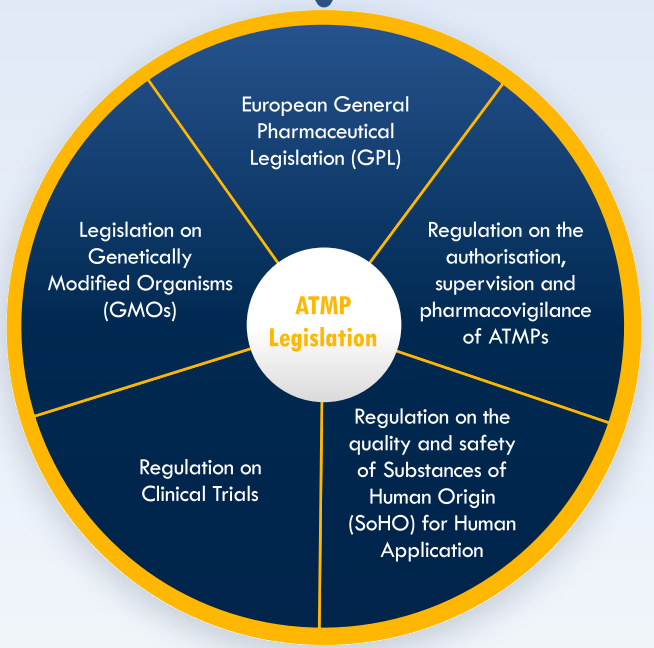 European General
Pharmaceutical
Legislation (GPL)
Regulation on the
authorisation,
supervision and
pharmacovigilance
of ATMPs
Regulation on the
quality and safety
of Substances of
Human Origin
(SoHO) for Human
Application
Regulation on
Clinical Trials
Legislation on
Genetically
Modified Organisms
(GMOs)
ATMP
Legislation